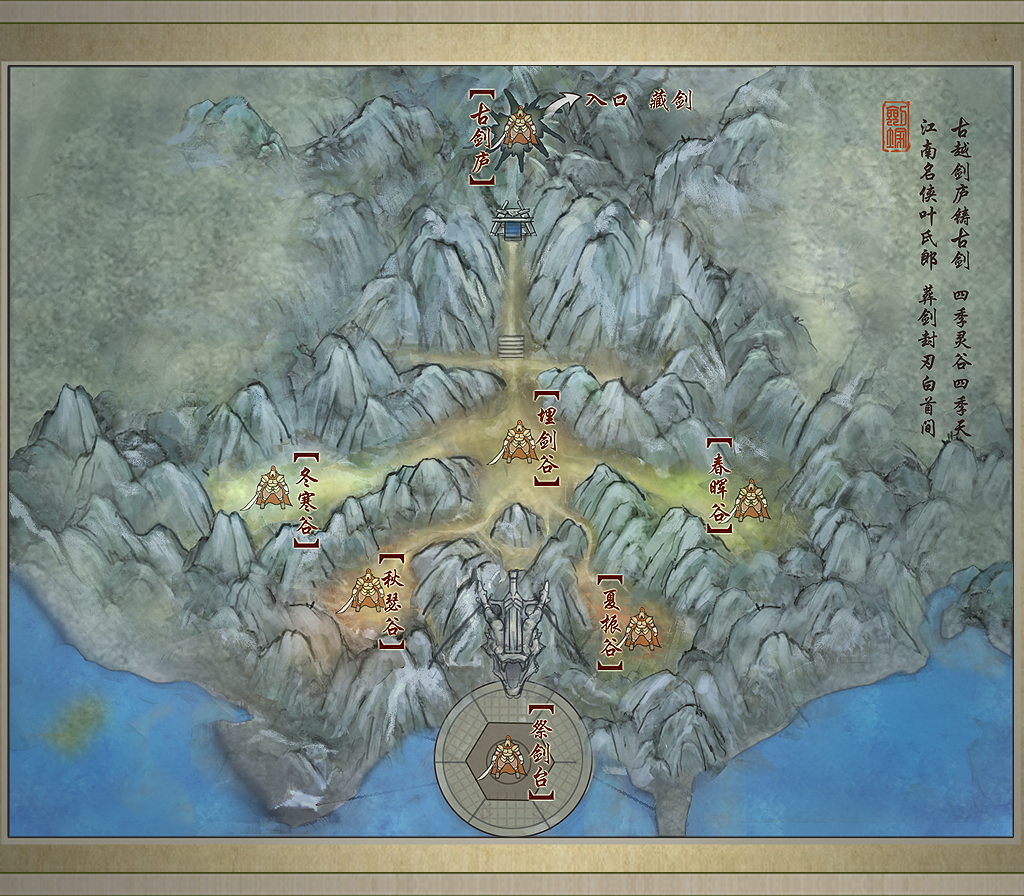 古越剑庐铸古剑 四季灵谷四季天
江南名侠叶氏郎 葬剑封刃白首间
【古剑庐】
入口 藏剑
【埋剑谷】
【春晖谷】
【冬寒谷】
【秋瑟谷】
【夏振谷】
【祭剑台】